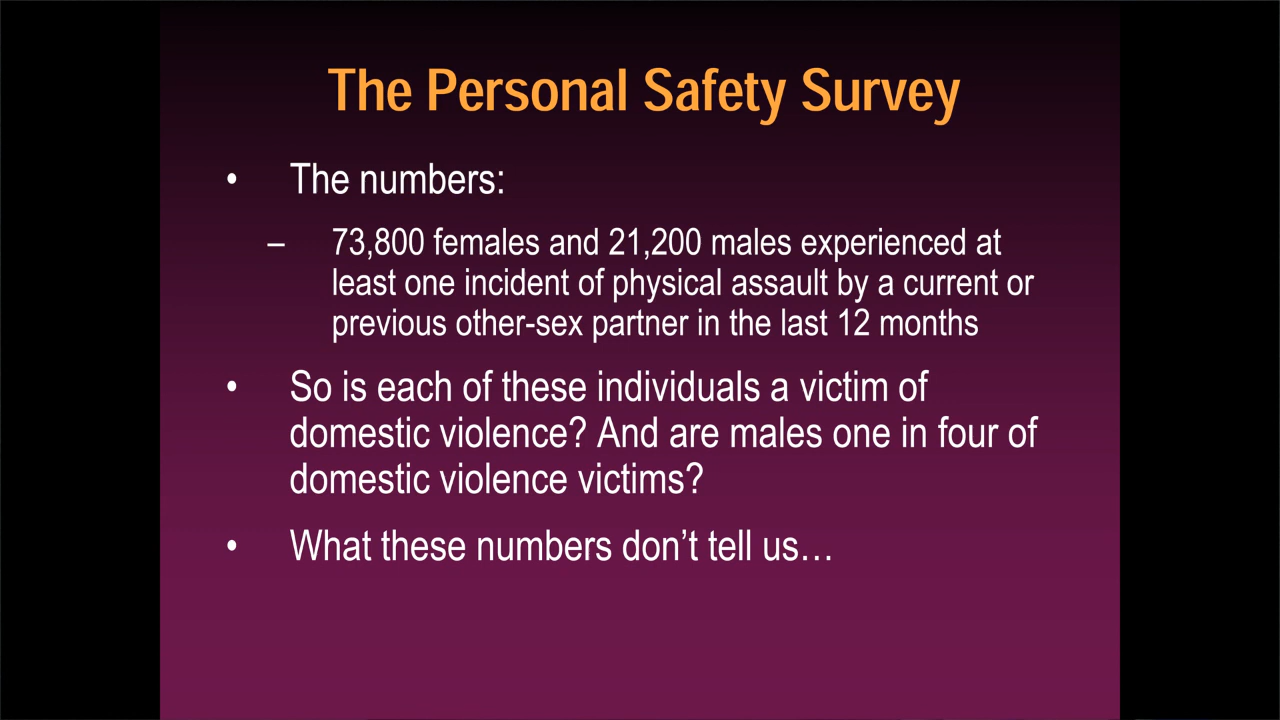 The Personal Safety Survey
• The numbers:
– 73,800 females and 21,200 males experienced at
least one incident of physical assault by a current or
previous other-sex partner in the last 12 months
• So is each of these individuals a victim of
domestic violence? And are males one in four of
domestic violence victims?
• What these numbers don’t tell us…